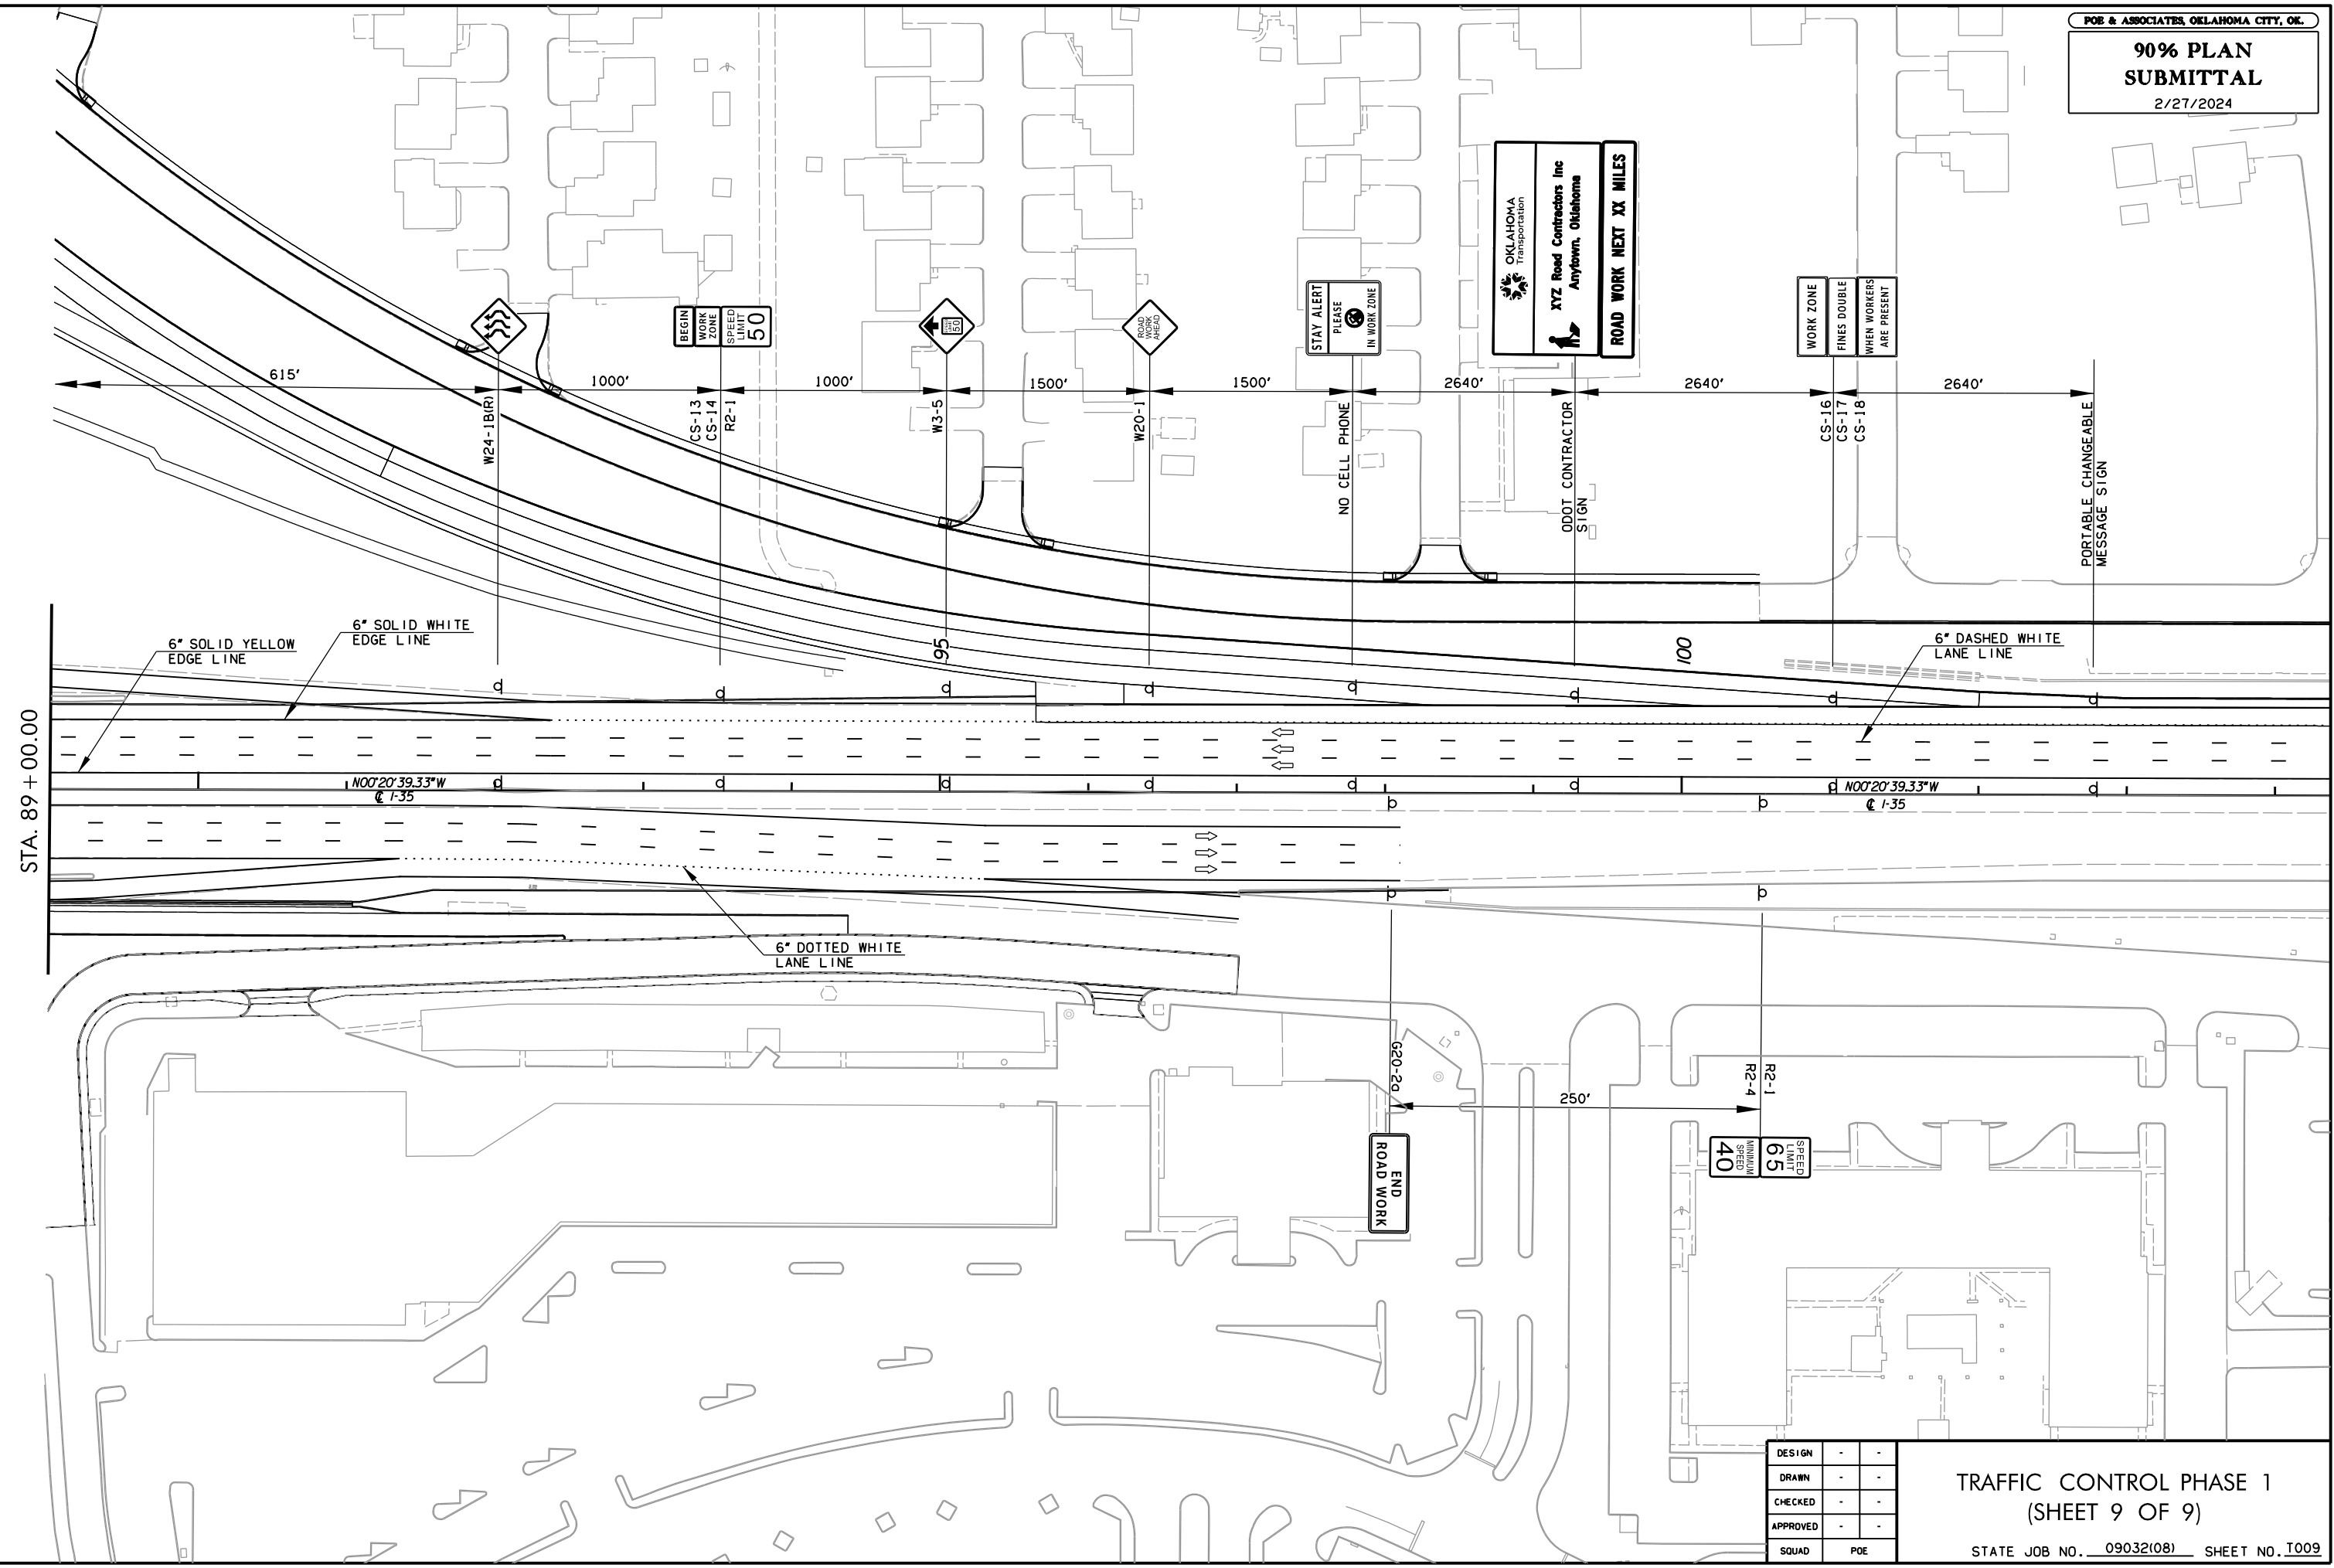 POE & ASSOCIATES, OKLAHOMA CITY, OK.
90% PLAN
SUBMITTAL
2/27/2024
OKLAHOMA
Transportation
XYZ Road Contractors Inc
Anytown, Oklahoma
ROAD WORK NEXT XX MILES
BEGIN
WORK
ZONE
SPEED
LIMIT
50
50
ROAD
WORK
AHEAD
STAY ALERT
PLEASE
IN WORK ZONE
WORK ZONE
FINES DOUBLE
WHEN WORKERS
ARE PRESENT
615'
1000'
1000'
1500'
1500'
2640'
2640'
2640'
W24-1B(R)
CS-13
CS-14
R2-1
W3-5
W20-1
NO CELL PHONE
ODOT CONTRACTOR
SIGN
CS-16
CS-17
CS-18
PORTABLE CHANGEABLE
MESSAGE SIGN
6" SOLID YELLOW
EDGE LINE
6" SOLID WHITE
EDGE LINE
95
100
6" DASHED WHITE
LANE LINE
STA. 89+00.00
N00°20'39.33"W
℄ I-35
N00°20'39.33"W
℄ I-35
6" DOTTED WHITE
LANE LINE
G20-2a
250'
R2-1
R2-4
END
ROAD WORK
SPEED
LIMIT
65
MINIMUM
SPEED
40
DESIGN - -
DRAWN - -
CHECKED - -
APPROVED - -
SQUAD POE
TRAFFIC CONTROL PHASE 1
(SHEET 9 OF 9)
STATE JOB NO. 09032(08) SHEET NO. T009